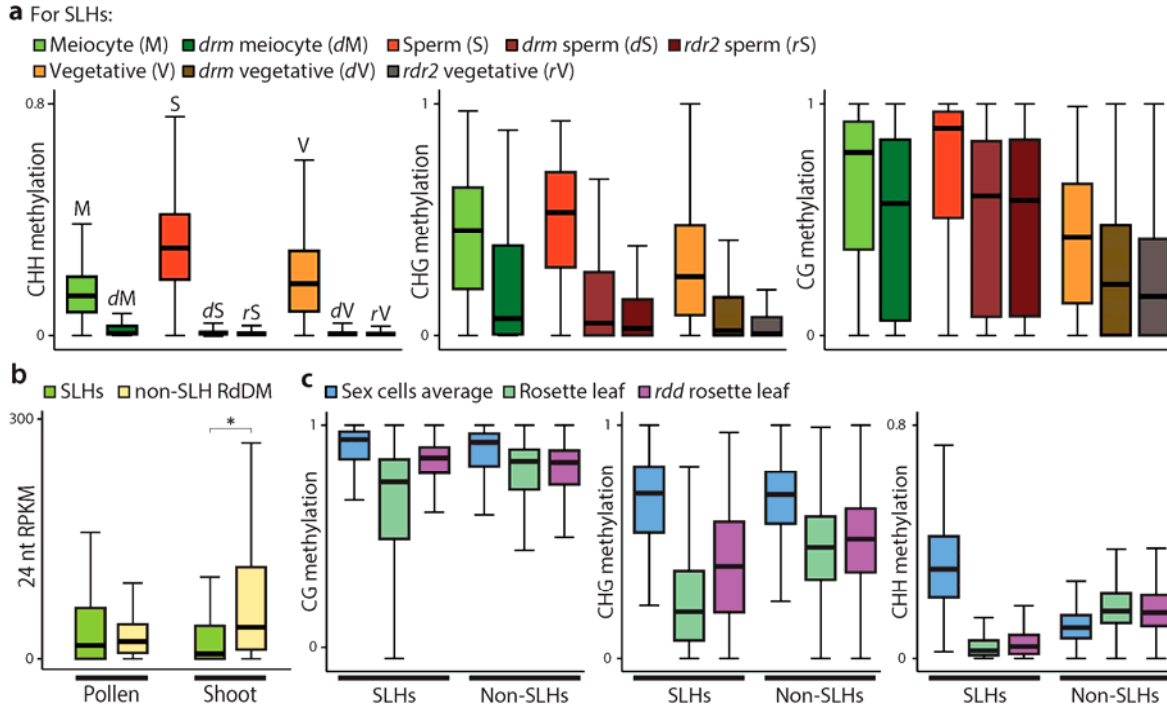 a For SLHs:
Meiocyte (M) drm meiocyte (dM) Sperm (S) drm sperm (dS) rdr2 sperm (rS)
Vegetative (V) drm vegetative (dV) rdr2 vegetative (rV)
CHH methylation
0.8
0
M
dM
S
dS
rS
V
dV
rV
CHG methylation
1
0
CG methylation
1
0
b SLHs non-SLH RdDM
24 nt RPKM
300
0
*
Pollen Shoot
c Sex cells average Rosette leaf rdd rosette leaf
CG methylation
1
0
SLHs Non-SLHs
CHG methylation
1
0
SLHs Non-SLHs
CHH methylation
0.8
0
SLHs Non-SLHs